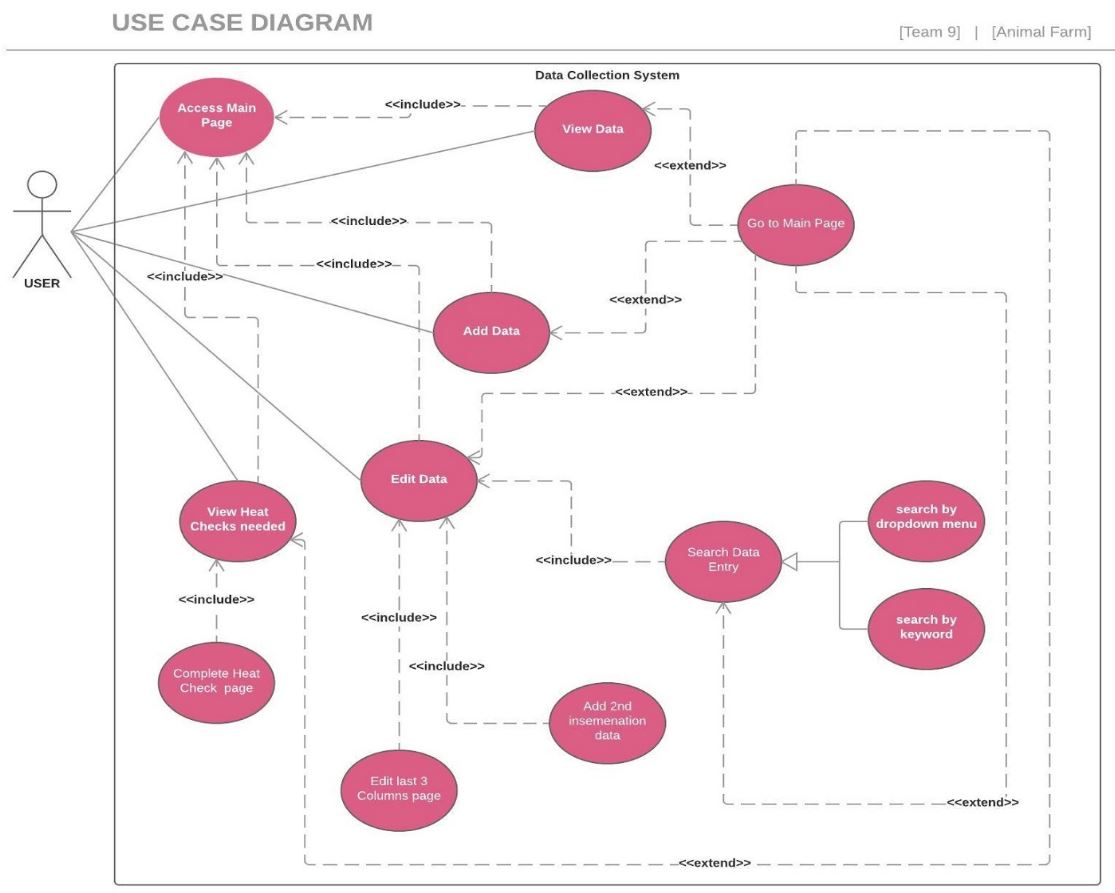 USE CASE DIAGRAM
[Team 9] | [Animal Farm]
Data Collection System
Access Main
Page
<<include>>
View Data
<<extend>>
Go to Main Page
<<include>>
<<include>>
<<include>>
USER
<<extend>>
Add Data
<<extend>>
Edit Data
View Heat
Checks needed
search by
dropdown menu
Search Data
Entry
<<include>>
<<include>>
<<include>>
search by
keyword
<<include>>
Complete Heat
Check page
Add 2nd
insemenation
data
Edit last 3
Columns page
<<extend>>
<<extend>>